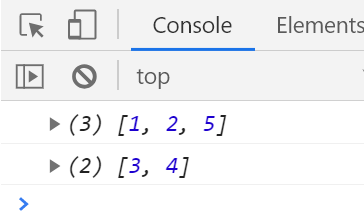 Console Elements
top
(3) [1, 2, 5]
(2) [3, 4]